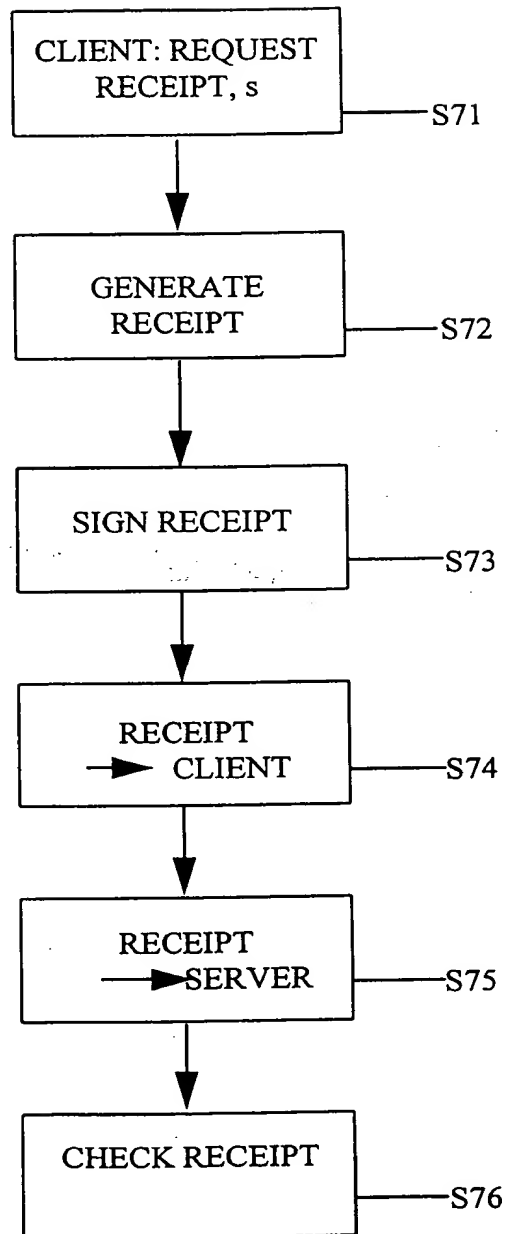 CLIENT: REQUEST
RECEIPT, s
S71
GENERATE
RECEIPT
S72
SIGN RECEIPT
S73
RECEIPT
CLIENT
S74
RECEIPT
SERVER
S75
CHECK RECEIPT
S76